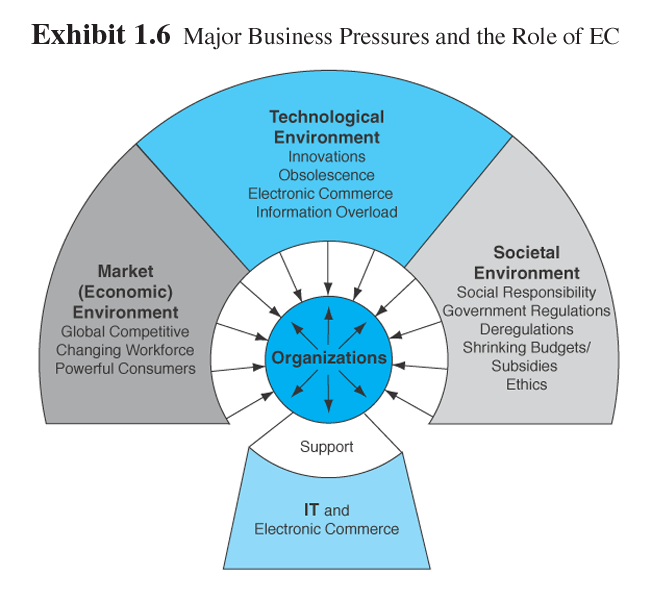 Exhibit 1.6 Major Business Pressures and the Role of EC
Technological
Environment
Innovations
Obsolescence
Electronic Commerce
Information Overload
Market
(Economic)
Environment
Global Competitive
Changing Workforce
Powerful Consumers
Societal
Environment
Social Responsibility
Government Regulations
Deregulations
Shrinking Budgets/
Subsidies
Ethics
Organizations
Support
IT and
Electronic Commerce